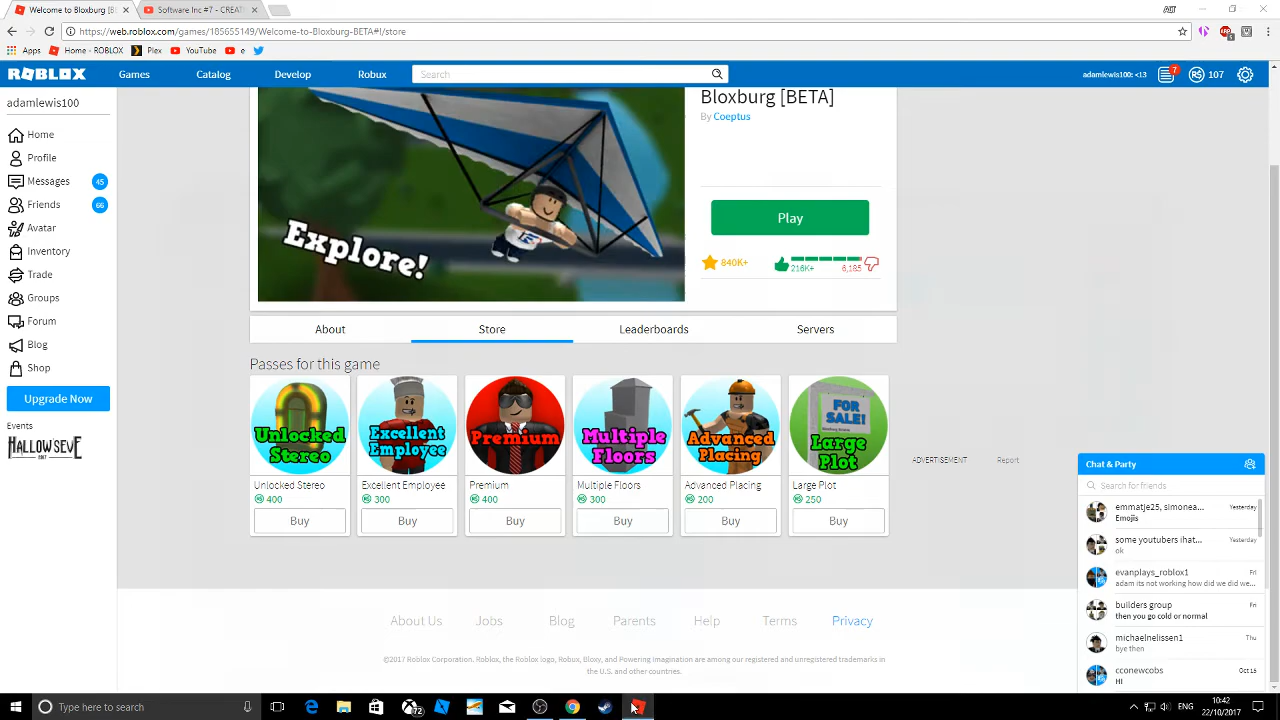 Welcome to Bloxburg [B
Software Inc #7 - CREAT
https://web.roblox.com/games/185655149/Welcome-to-Bloxburg-BETA#!/store
Apps
Home - ROBLOX
Plex
YouTube
e
ROBLOX
Games
Catalog
Develop
Robux
Search
adamlewis100: <13
7
107
adamlewis100
Home
Profile
Messages
45
Friends
66
Avatar
Inventory
Trade
Groups
Forum
Blog
Shop
Upgrade Now
Events
HALLOW'S EVE
Explore!
Bloxburg [BETA]
By Coeptus
Play
840K+
216K+
6,185
About
Store
Leaderboards
Servers
Passes for this game
Unlocked Stereo
Excellent Employee
Premium
Multiple Floors
Advanced Placing
FOR SALE!
Large Plot
Unlocked Stereo
Excellent Employee
Premium
Multiple Floors
Advanced Placing
Large Plot
400
300
400
300
200
250
Buy
Buy
Buy
Buy
Buy
Buy
ADVERTISEMENT
Report
About Us
Jobs
Blog
Parents
Help
Terms
Privacy
©2017 Roblox Corporation. Roblox, the Roblox logo, Robux, Bloxy, and Powering Imagination are among our registered and unregistered trademarks in
the U.S. and other countries.
Chat & Party
Search for friends
emmatje25, simonea...
Yesterday
Emojis
some youtubers ihat...
Yesterday
ok
evanplays_roblox1
Fri
adam its not working how did we did we...
builders group
Fri
then you go cold or normal
michaelnelissen1
Thu
bye then
cconewcobs
Oct 16
HI
Type here to search
72
10:42
22/10/2017